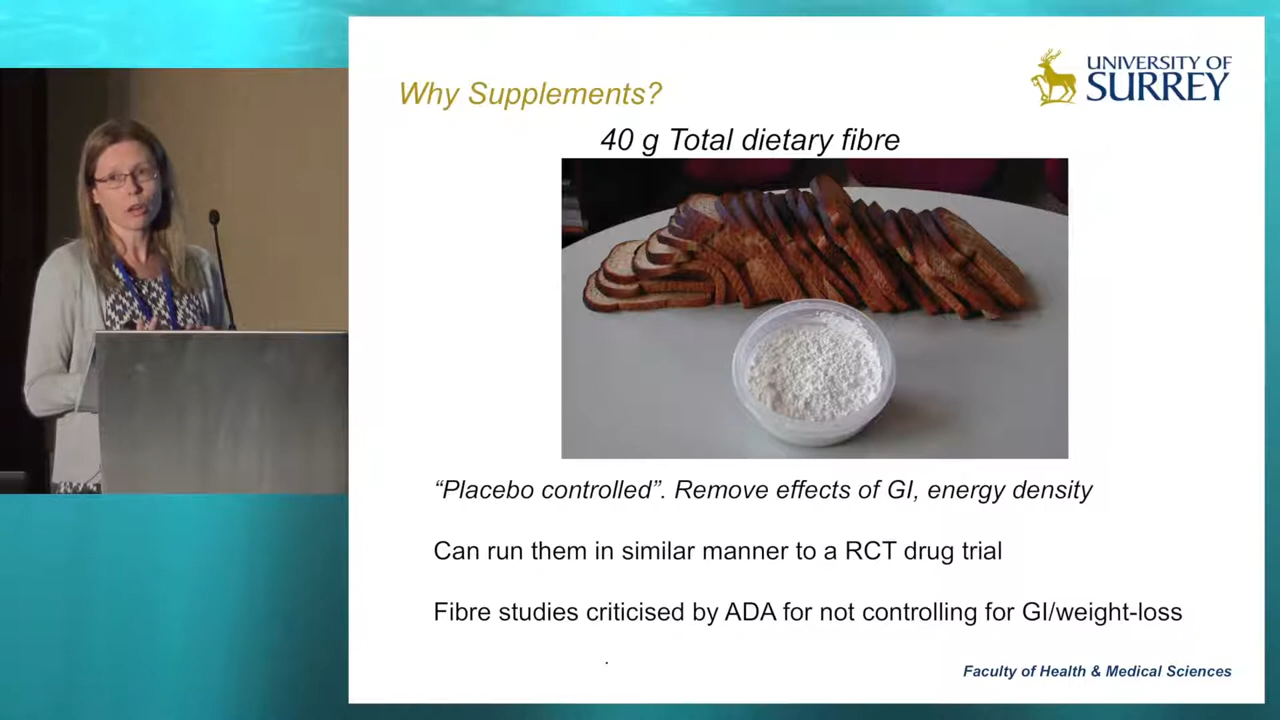 UNIVERSITY OF
SURREY
Why Supplements?
40 g Total dietary fibre
“Placebo controlled”. Remove effects of GI, energy density
Can run them in similar manner to a RCT drug trial
Fibre studies criticised by ADA for not controlling for GI/weight-loss
.
Faculty of Health & Medical Sciences